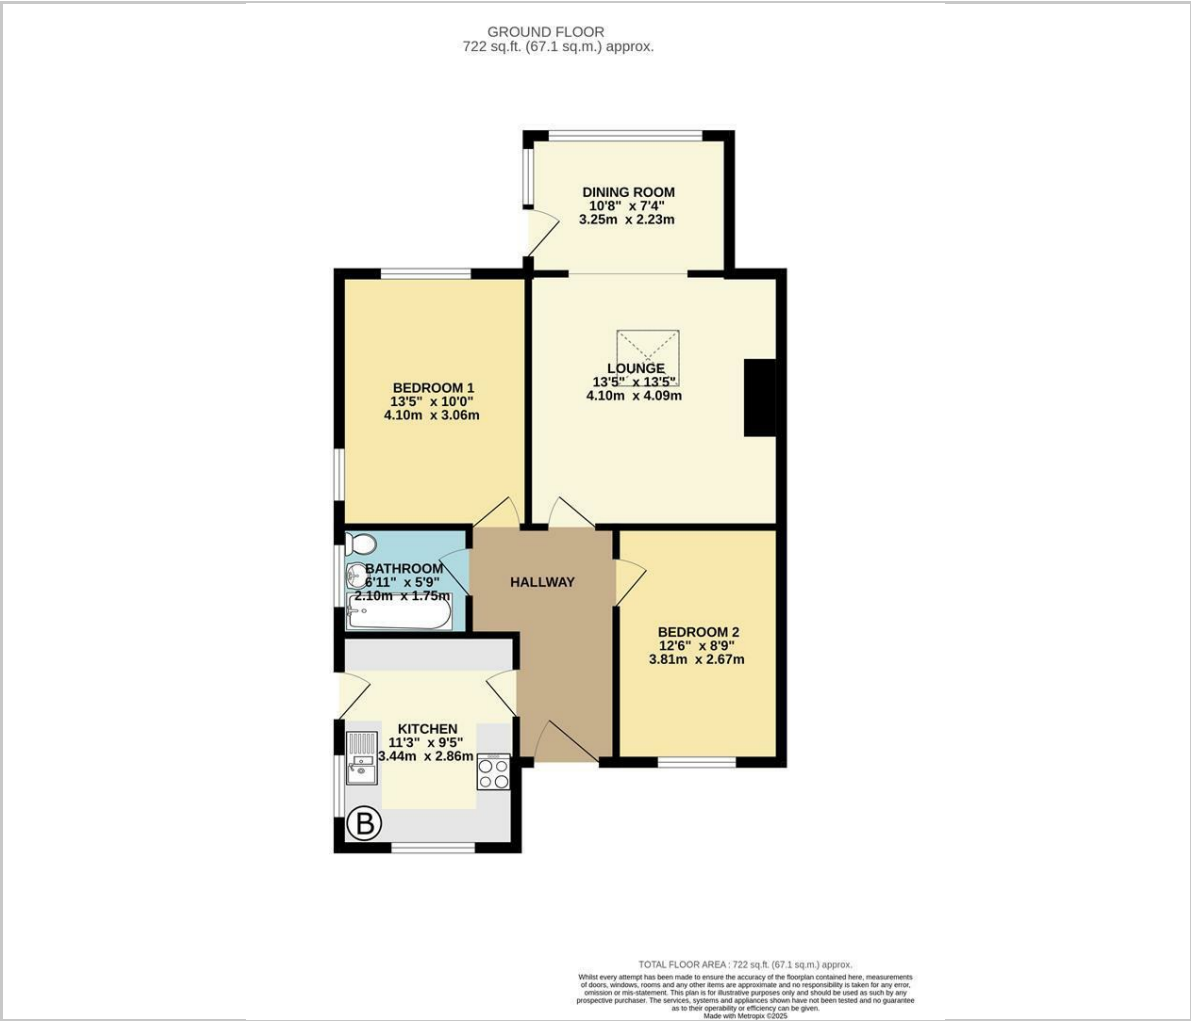 GROUND FLOOR
722 sq.ft. (67.1 sq.m.) approx.
DINING ROOM
10'8" x 7'4"
3.25m x 2.23m
BEDROOM 1
13'5" x 10'0"
4.10m x 3.06m
LOUNGE
13'5" x 13'5"
4.10m x 4.09m
BATHROOM
6'11" x 5'9"
2.10m x 1.75m
HALLWAY
BEDROOM 2
12'6" x 8'9"
3.81m x 2.67m
KITCHEN
11'3" x 9'5"
3.44m x 2.86m
B
TOTAL FLOOR AREA : 722 sq.ft. (67.1 sq.m.) approx.
Whilst every attempt has been made to ensure the accuracy of the floorplan contained here, measurements
of doors, windows, rooms and any other items are approximate and no responsibility is taken for any error,
omission or mis-statement. This plan is for illustrative purposes only and should be used as such by any
prospective purchaser. The services, systems and appliances shown have not been tested and no guarantee
as to their operability or efficiency can be given.
Made with Metropix ©2025